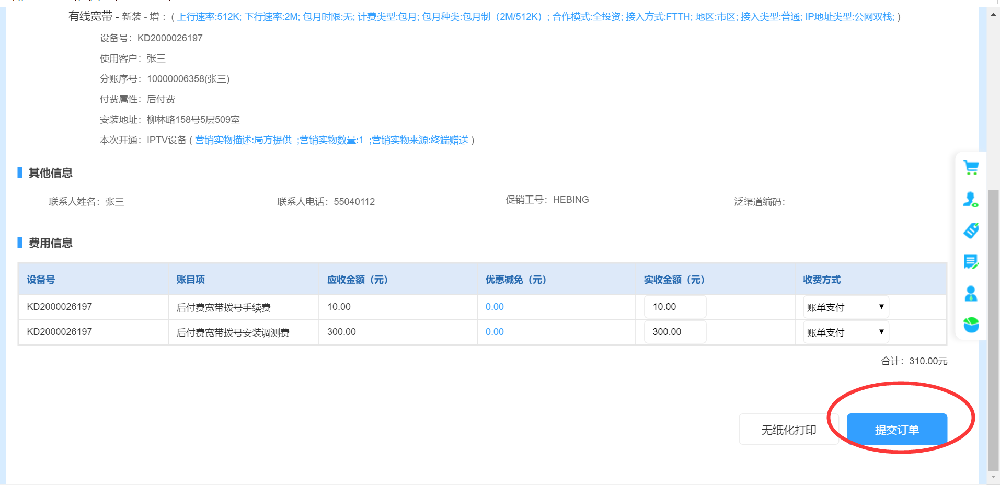 有线宽带 - 新装 - 增 : ( 上行速率:512K; 下行速率:2M; 包月时限:无; 计费类型:包月; 包月种类:包月制（2M/512K）; 合作模式:全投资; 接入方式:FTTH; 地区:市区; 接入类型:普通; IP地址类型:公网双栈; )
设备号：KD2000026197
使用客户：张三
分账序号：10000006358(张三)
付费属性：后付费
安装地址：柳林路158号5层509室
本次开通：IPTV设备 ( 营销实物描述:局方提供 ;营销实物数量:1 ;营销实物来源:终端赠送 )
其他信息
联系人姓名：张三 联系人电话：55040112 促销工号：HEBING 泛渠道编码：
费用信息
设备号 账目项 应收金额（元） 优惠减免（元） 实收金额（元） 收费方式
KD2000026197 后付费宽带拨号手续费 10.00 0.00 10.00 账单支付
KD2000026197 后付费宽带拨号安装调测费 300.00 0.00 300.00 账单支付
合计：310.00元
无纸化打印 提交订单